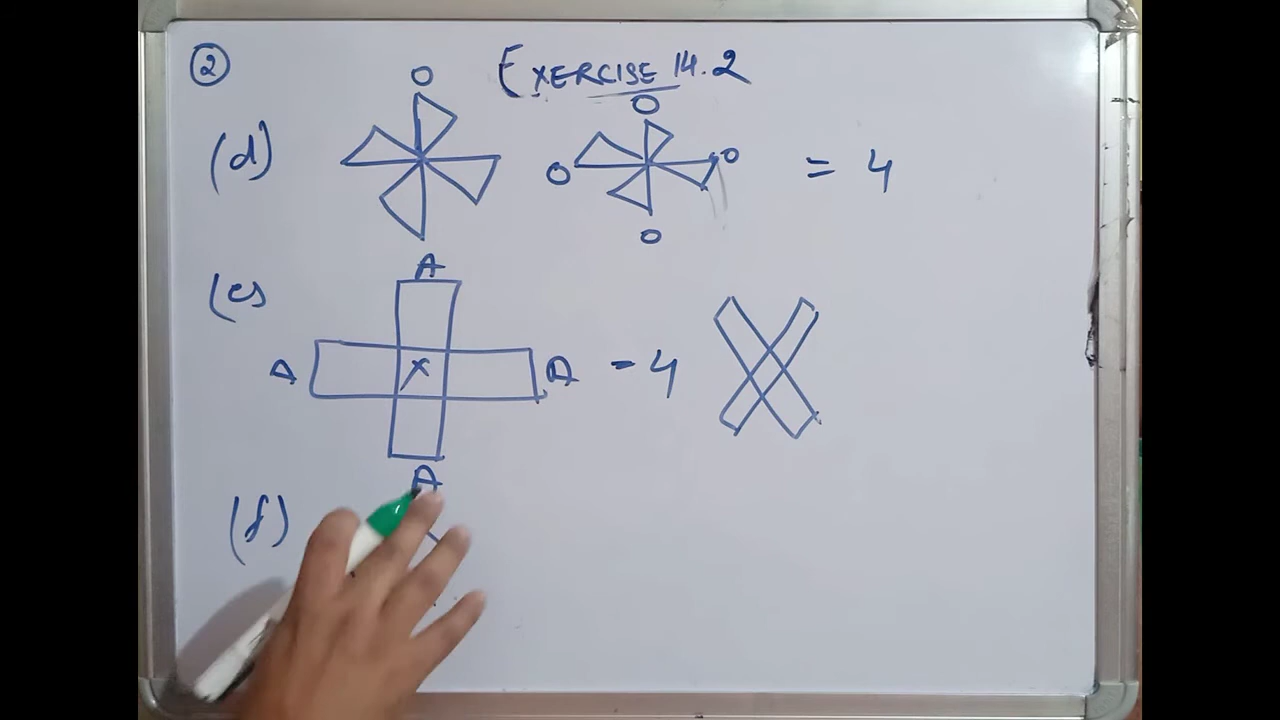 ② EXERCISE 14.2
O O
(d) O O = 4
O
A
(e)
A × A = 4
A
(f)